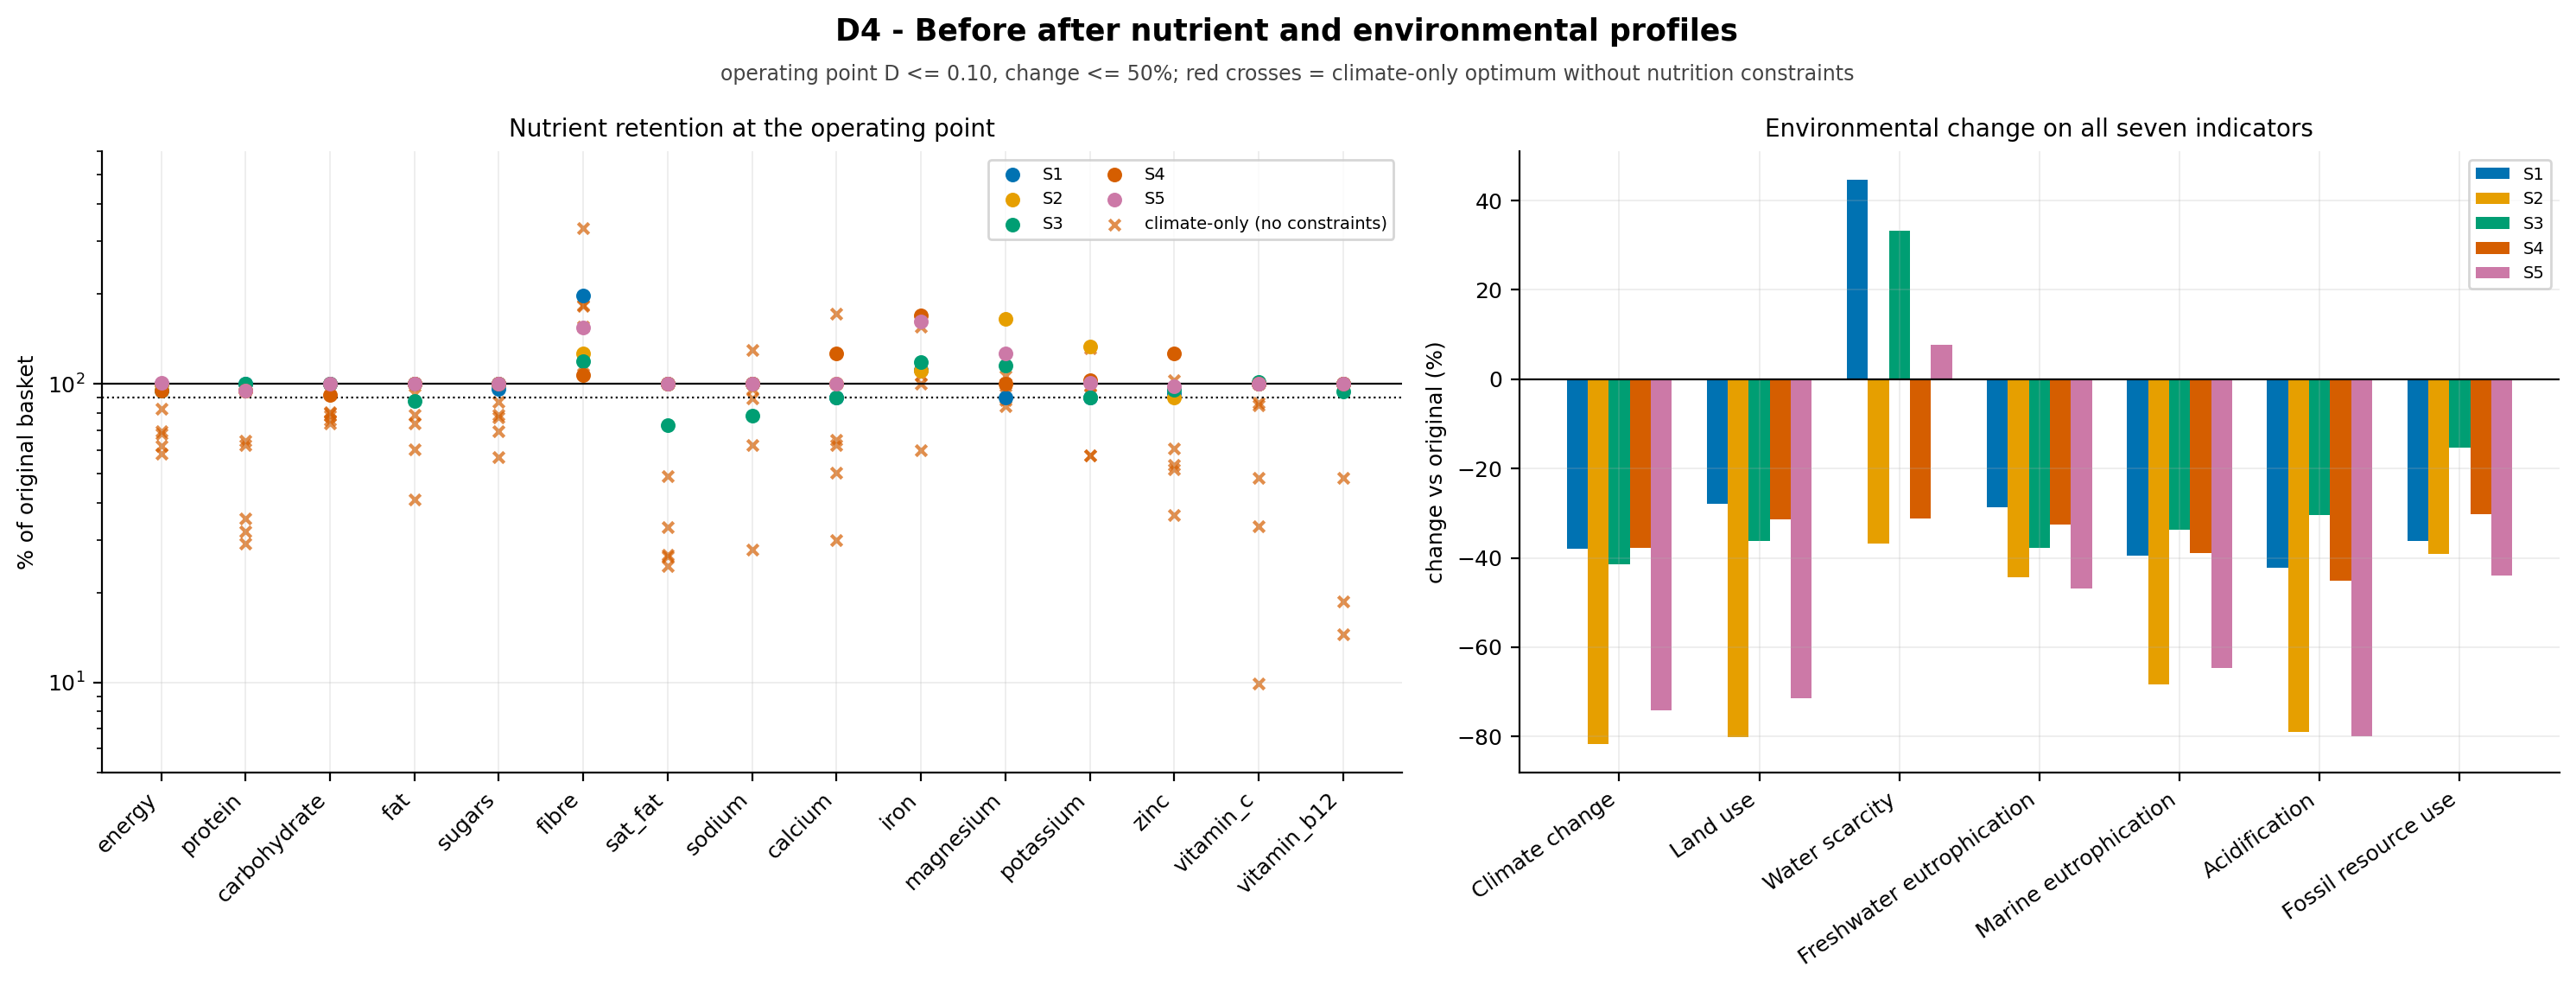 D4 - Before after nutrient and environmental profiles
operating point D <= 0.10, change <= 50%; red crosses = climate-only optimum without nutrition constraints
Nutrient retention at the operating point
% of original basket
10²
10¹
S1
S2
S3
S4
S5
climate-only (no constraints)
energy
protein
carbohydrate
fat
sugars
fibre
sat_fat
sodium
calcium
iron
magnesium
potassium
zinc
vitamin_c
vitamin_b12
Environmental change on all seven indicators
change vs original (%)
40
20
0
−20
−40
−60
−80
S1
S2
S3
S4
S5
Climate change
Land use
Water scarcity
Freshwater eutrophication
Marine eutrophication
Acidification
Fossil resource use